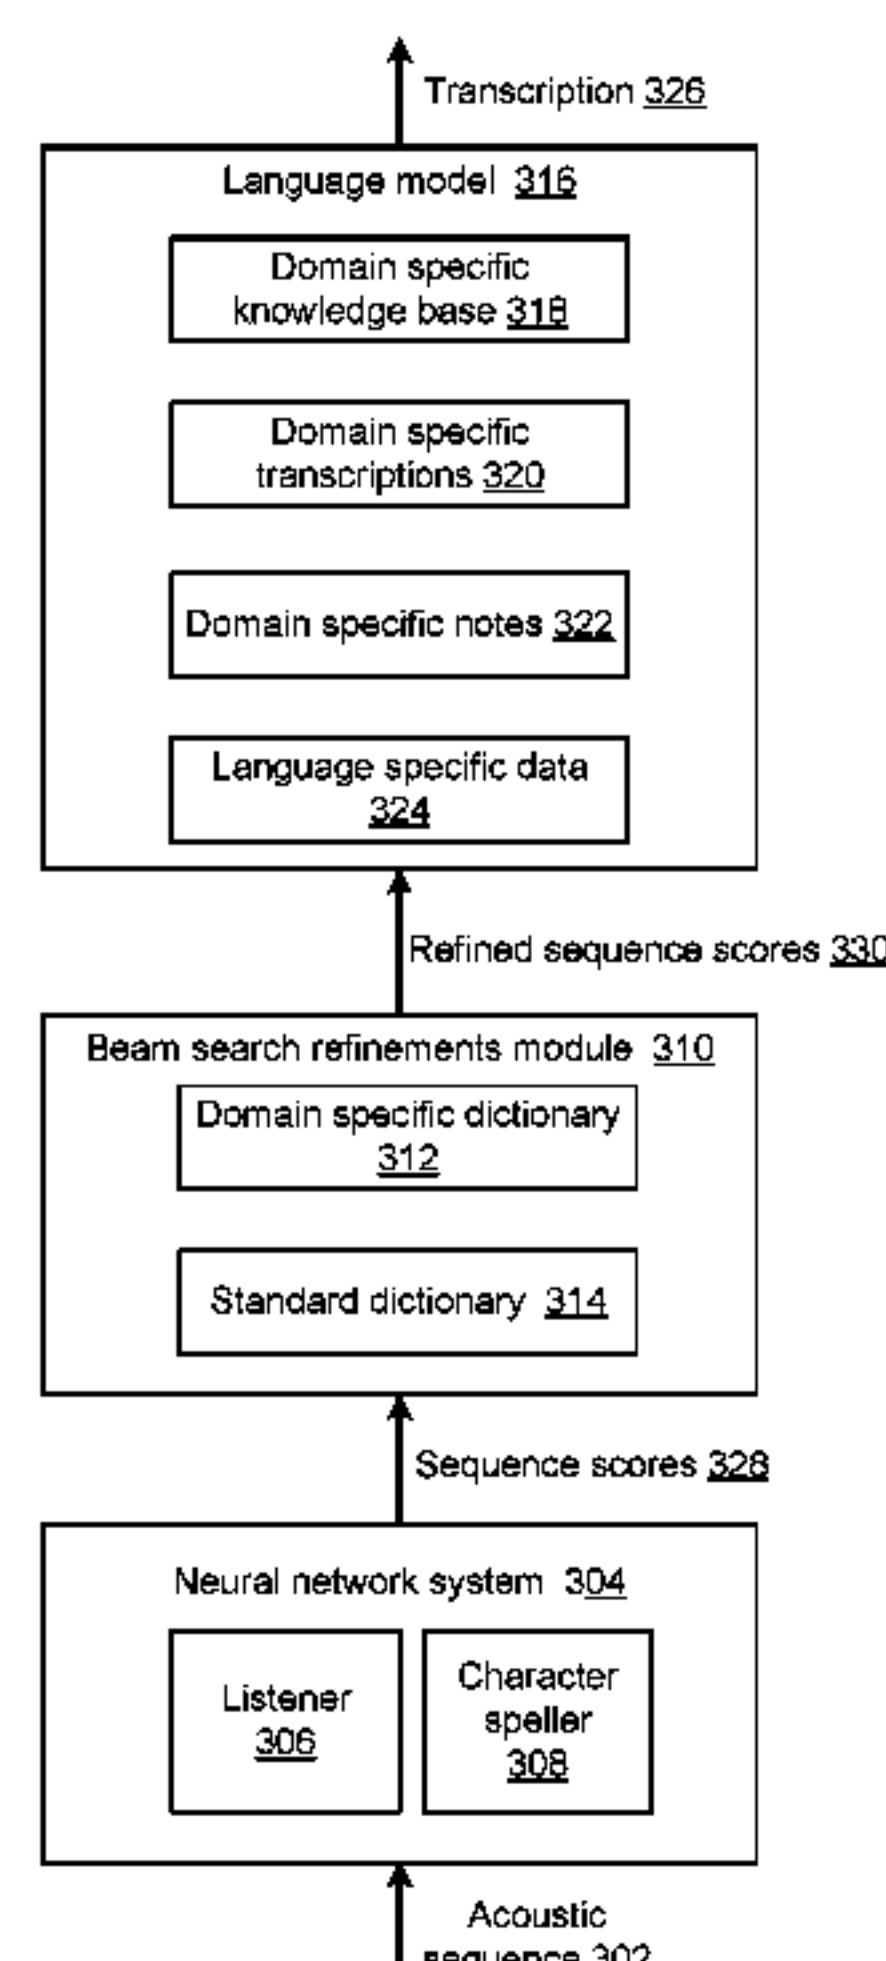 Transcription 326
Language model 316
Domain specific
knowledge base 318
Domain specific
transcriptions 320
Domain specific notes 322
Language specific data
324
Refined sequence scores 330
Beam search refinements module 310
Domain specific dictionary
312
Standard dictionary 314
Sequence scores 328
Neural network system 304
Listener
306
Character
speller
308
Acoustic
sequence 302